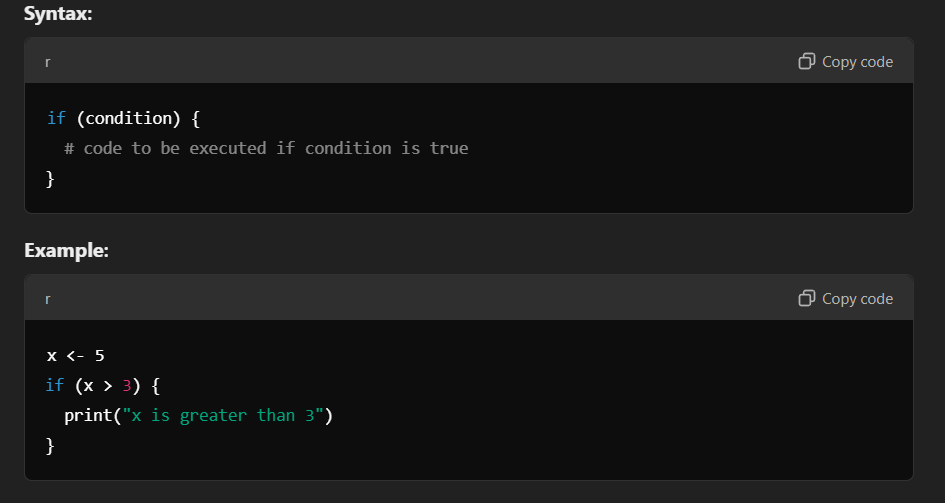 Syntax:
r
Copy code
if (condition) {
  # code to be executed if condition is true
}
Example:
r
Copy code
x <- 5
if (x > 3) {
  print("x is greater than 3")
}